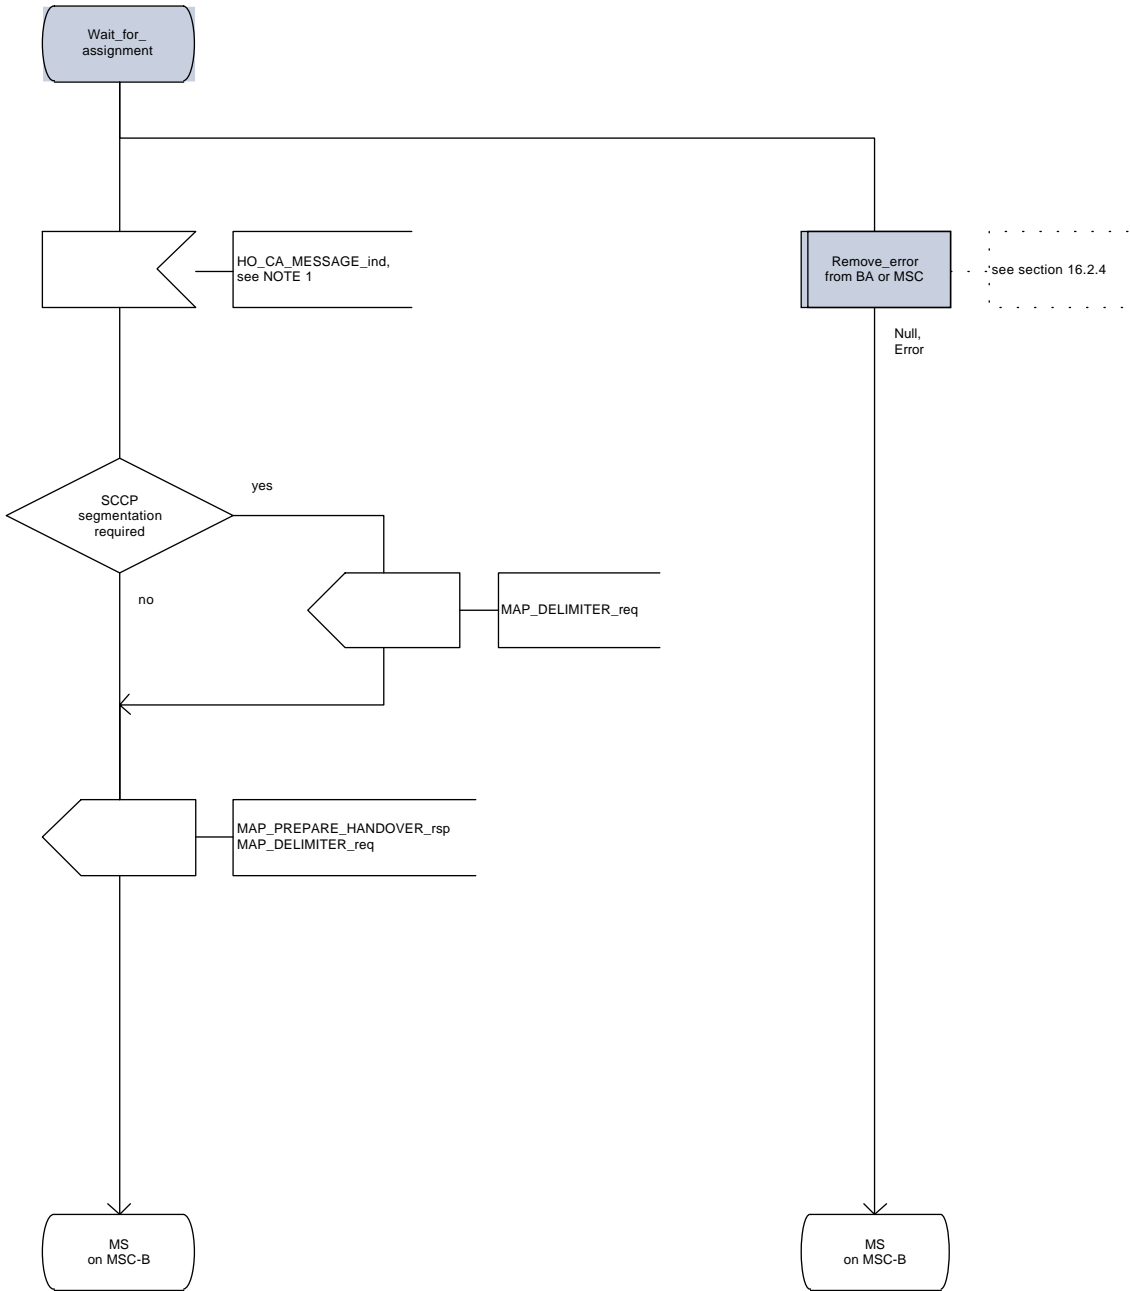 Wait_for_
assignment
HO_CA_MESSAGE_ind,
see NOTE 1
Remove_error
from BA or MSC
see section 16.2.4
Null,
Error
SCCP
segmentation
required
yes
no
MAP_DELIMITER_req
MAP_PREPARE_HANDOVER_rsp
MAP_DELIMITER_req
MS
on MSC-B
MS
on MSC-B